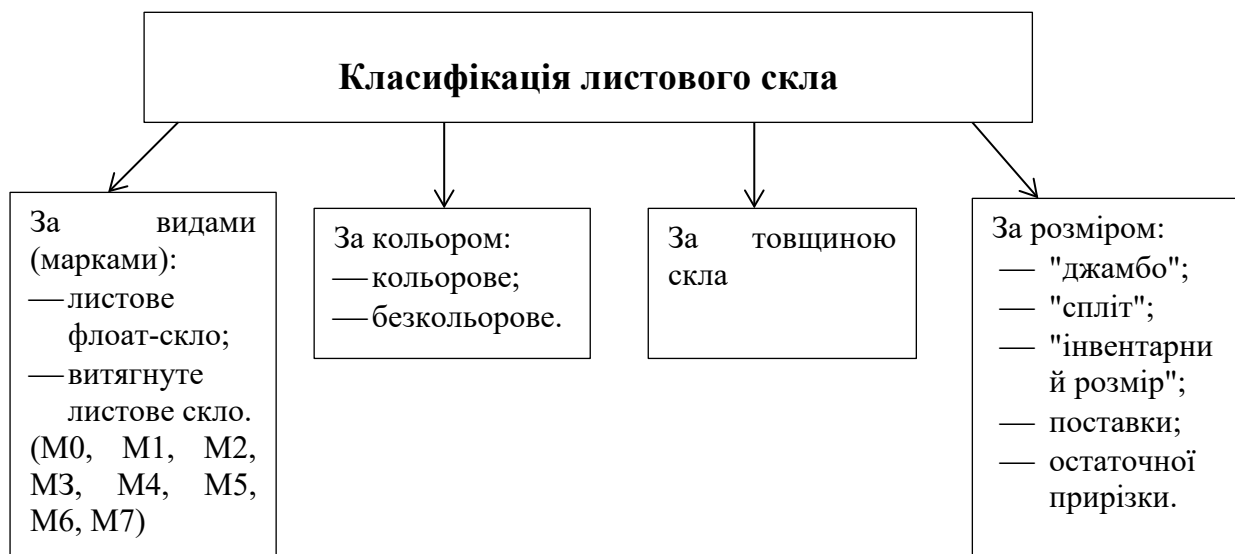 Класифікація листового скла
За видами
(марками):
— листове
флоат-скло;
— витягнуте
листове скло.
(М0, М1, М2,
М3, М4, М5,
М6, М7)
За кольором:
— кольорове;
— безкольорове.
За товщиною
скла
За розміром:
— "джамбо";
— "спліт";
— "інвентарни
й розмір";
— поставки;
— остаточної
прирізки.